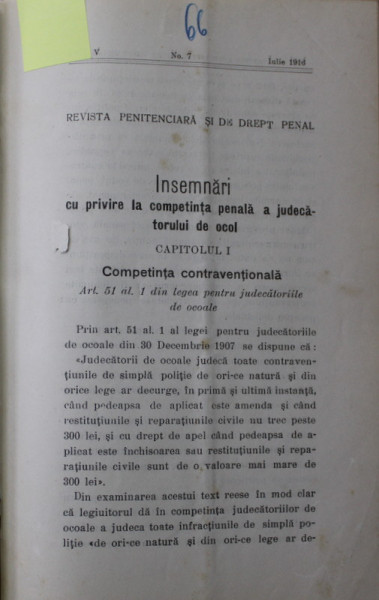 66
V No. 7 Iulie 1916
REVISTA PENITENCIARĂ ȘI DE DREPT PENAL
Insemnări
cu privire la competința penală a judecă-
torului de ocol
CAPITOLUL I
Competința contravențională
Art. 51 al. 1 din legea pentru judecătoriile
de ocoale
Prin art. 51 al. 1 al legei pentru judecătoriile
de ocoale din 30 Decembrie 1907 se dispune că :
«Judecătorii de ocoale judecă toate contraven-
țiunile de simplă poliție de ori-ce natură și din
orice lege ar decurge, în primă și ultimă instanță,
când pedeapsa de aplicat este amenda și când
restituțiunile și reparațiunile civile nu trec peste
300 lei, și cu drept de apel când pedeapsa de a-
plicat este închisoarea sau restituțiunile și repa-
rațiunile civile sunt de o valoare mai mare de
300 lei».
Din examinarea acestui text reese în mod clar
că legiuitorul dă în competința judecătoriilor de
ocoale a judeca toate infracțiunile de simplă po-
liție «de ori-ce natură și din ori-ce lege ar de-